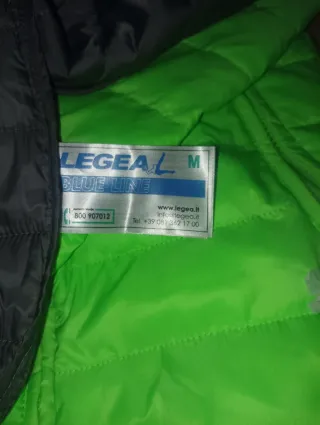 LEGEA L M
BLUE LINE
www.legea.it
800 907012
info@legea.it